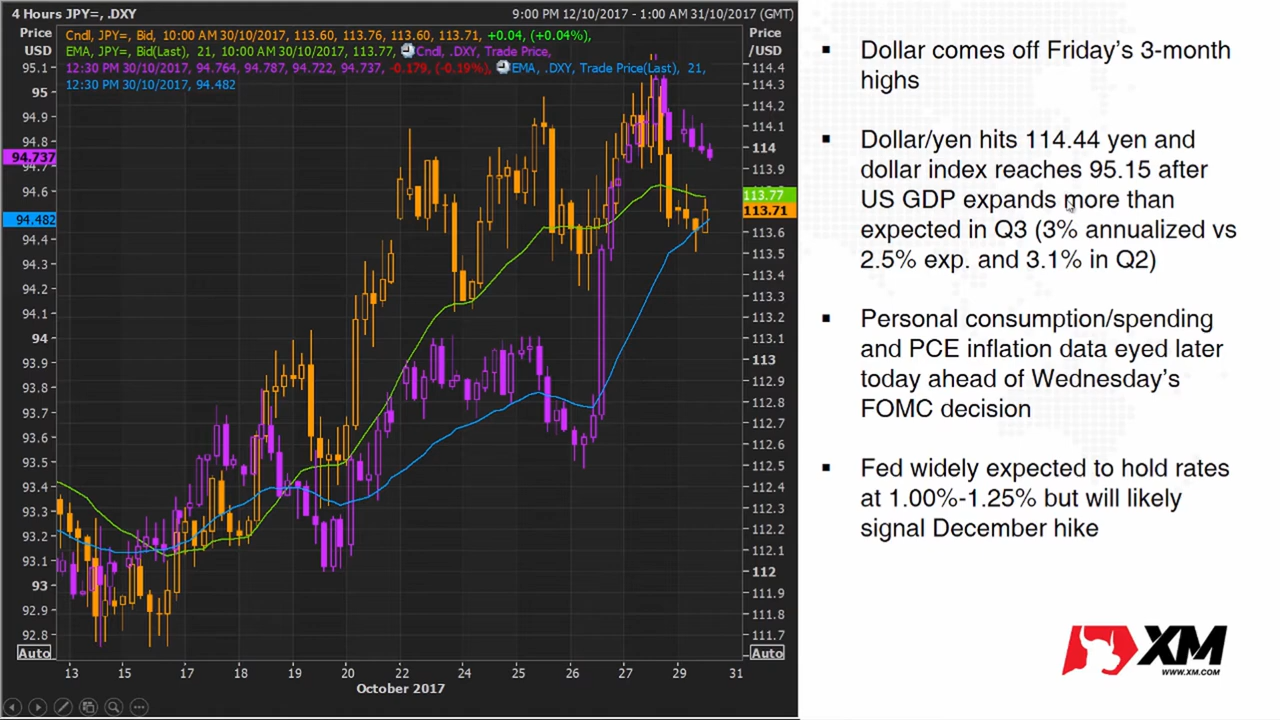 4 Hours JPY=, .DXY
9:00 PM 12/10/2017 - 1:00 AM 31/10/2017 (GMT)
Price
USD
Cndl, JPY=, Bid, 10:00 AM 30/10/2017, 113.60, 113.76, 113.60, 113.71, +0.04, (+0.04%),
EMA, JPY=, Bid(Last), 21, 10:00 AM 30/10/2017, 113.77, Cndl, .DXY, Trade Price,
12:30 PM 30/10/2017, 94.764, 94.787, 94.722, 94.737, -0.179, (-0.19%), EMA, .DXY, Trade Price(Last), 21,
12:30 PM 30/10/2017, 94.482
Price
/USD
95.1
95
94.9
94.8
94.737
94.7
94.6
94.482
94.4
94.3
94.2
94.1
94
93.9
93.8
93.7
93.6
93.5
93.4
93.3
93.2
93.1
93
92.9
92.8
Auto
114.4
114.3
114.2
114.1
114
113.9
113.77
113.71
113.6
113.5
113.4
113.3
113.2
113.1
113
112.9
112.8
112.7
112.6
112.5
112.4
112.3
112.2
112.1
112
111.9
111.8
111.7
Auto
13 15 17 18 19 20 22 23 24 25 26 27 29 31
October 2017
▪ Dollar comes off Friday’s 3-month
highs
▪ Dollar/yen hits 114.44 yen and
dollar index reaches 95.15 after
US GDP expands more than
expected in Q3 (3% annualized vs
2.5% exp. and 3.1% in Q2)
▪ Personal consumption/spending
and PCE inflation data eyed later
today ahead of Wednesday’s
FOMC decision
▪ Fed widely expected to hold rates
at 1.00%-1.25% but will likely
signal December hike
XM
WWW.XM.COM